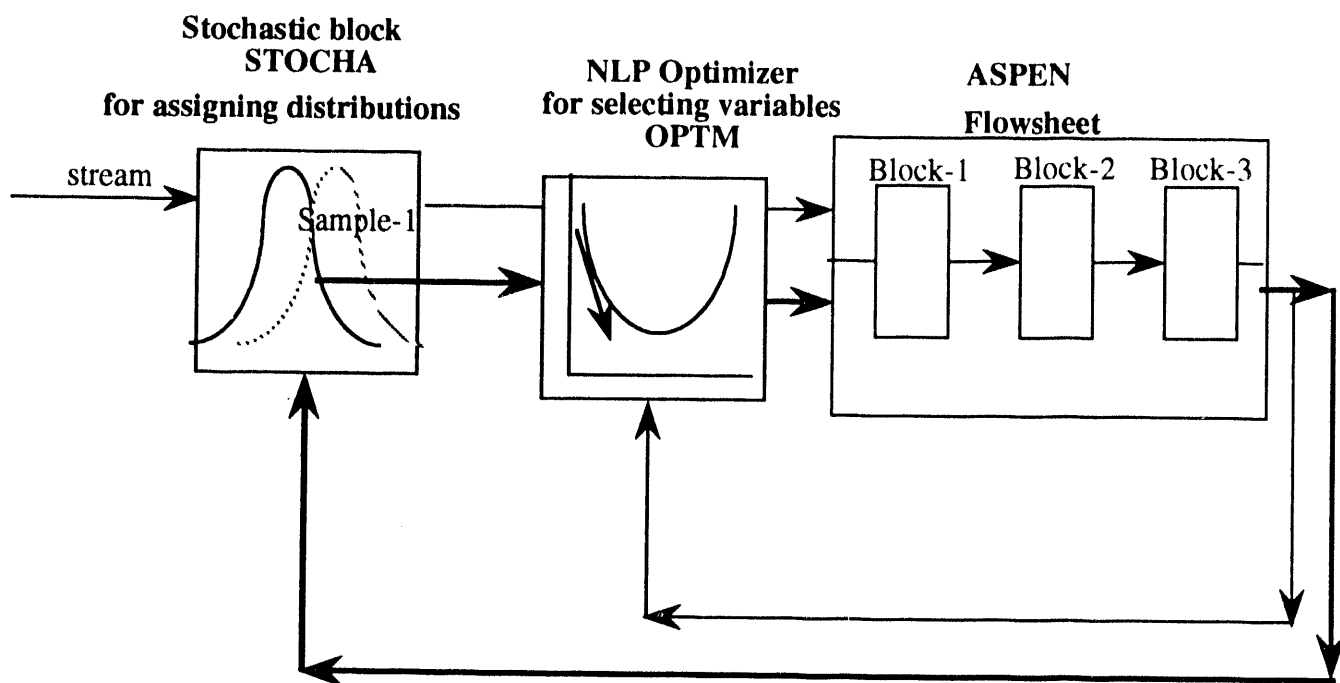 Stochastic block
STOCHA
for assigning distributions
NLP Optimizer
for selecting variables
OPTM
ASPEN
Flowsheet
stream
Sample-1
Block-1
Block-2
Block-3